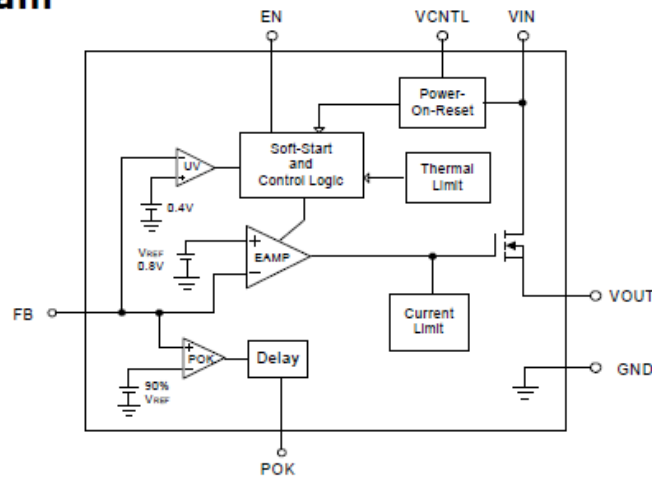 EN
VCNTL
VIN
Power-
On-Reset
Soft-Start
and
Control Logic
UV
Thermal
Limit
0.4V
VREF
0.8V
EAMP
FB
VOUT
Current
Limit
POK
Delay
90%
VREF
GND
POK